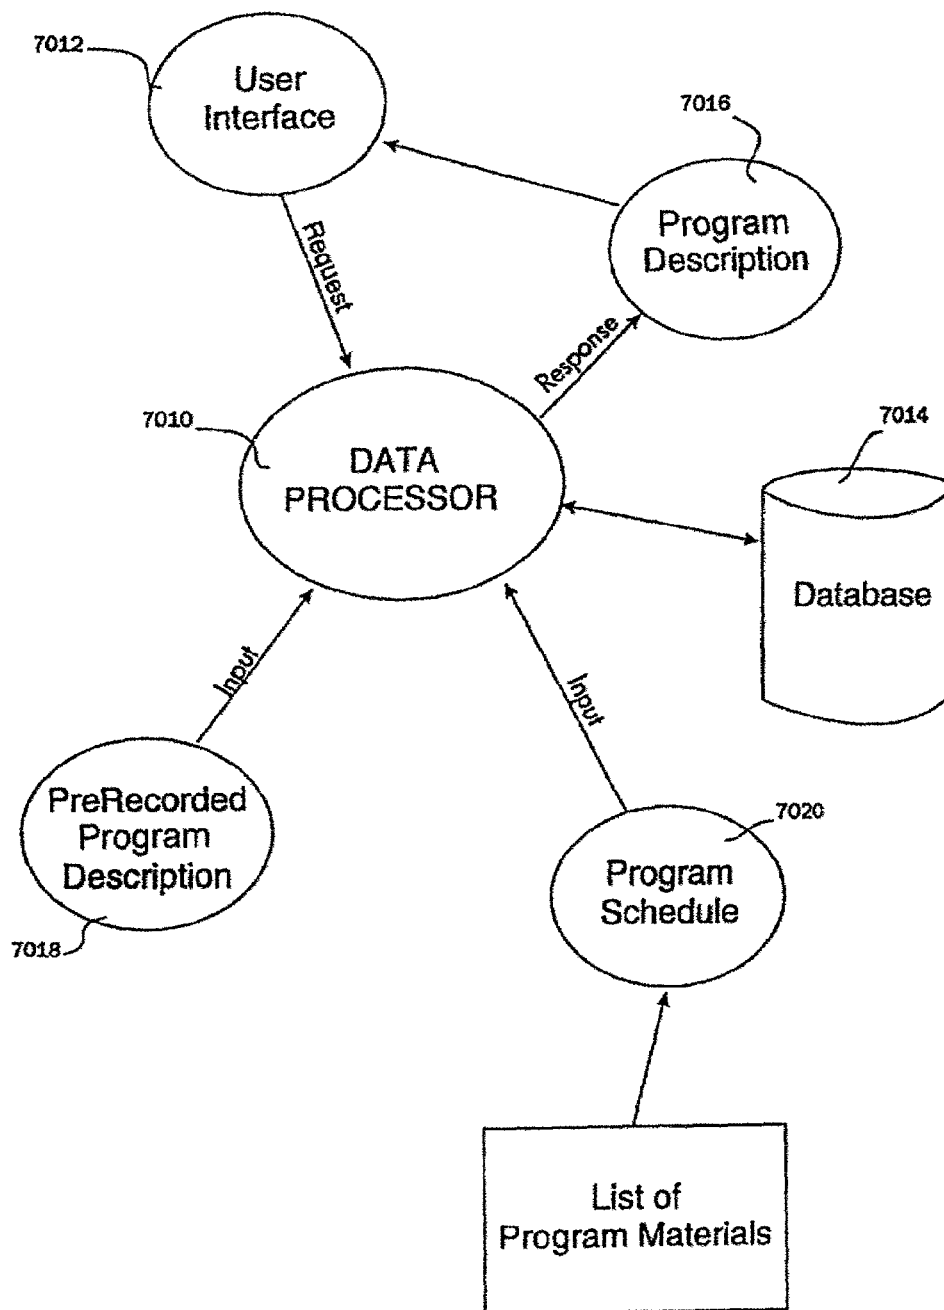 7012
User
Interface
7016
Program
Description
Request
Response
7010
DATA
PROCESSOR
7014
Database
Input
Input
PreRecorded
Program
Description
7018
7020
Program
Schedule
List of
Program Materials